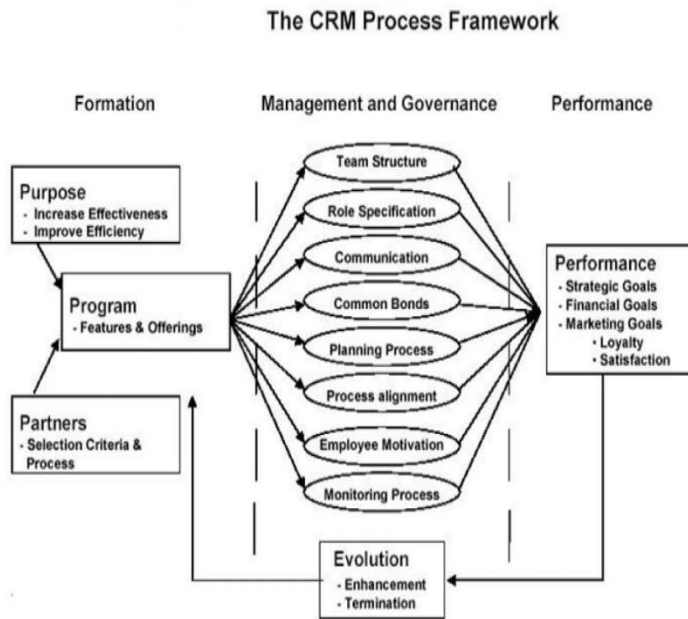 The CRM Process Framework
Formation
Management and Governance
Performance
Purpose
- Increase Effectiveness
- Improve Efficiency
Program
- Features & Offerings
Partners
- Selection Criteria &
Process
Team Structure
Role Specification
Communication
Common Bonds
Planning Process
Process alignment
Employee Motivation
Monitoring Process
Performance
- Strategic Goals
- Financial Goals
- Marketing Goals
• Loyalty
• Satisfaction
Evolution
- Enhancement
- Termination